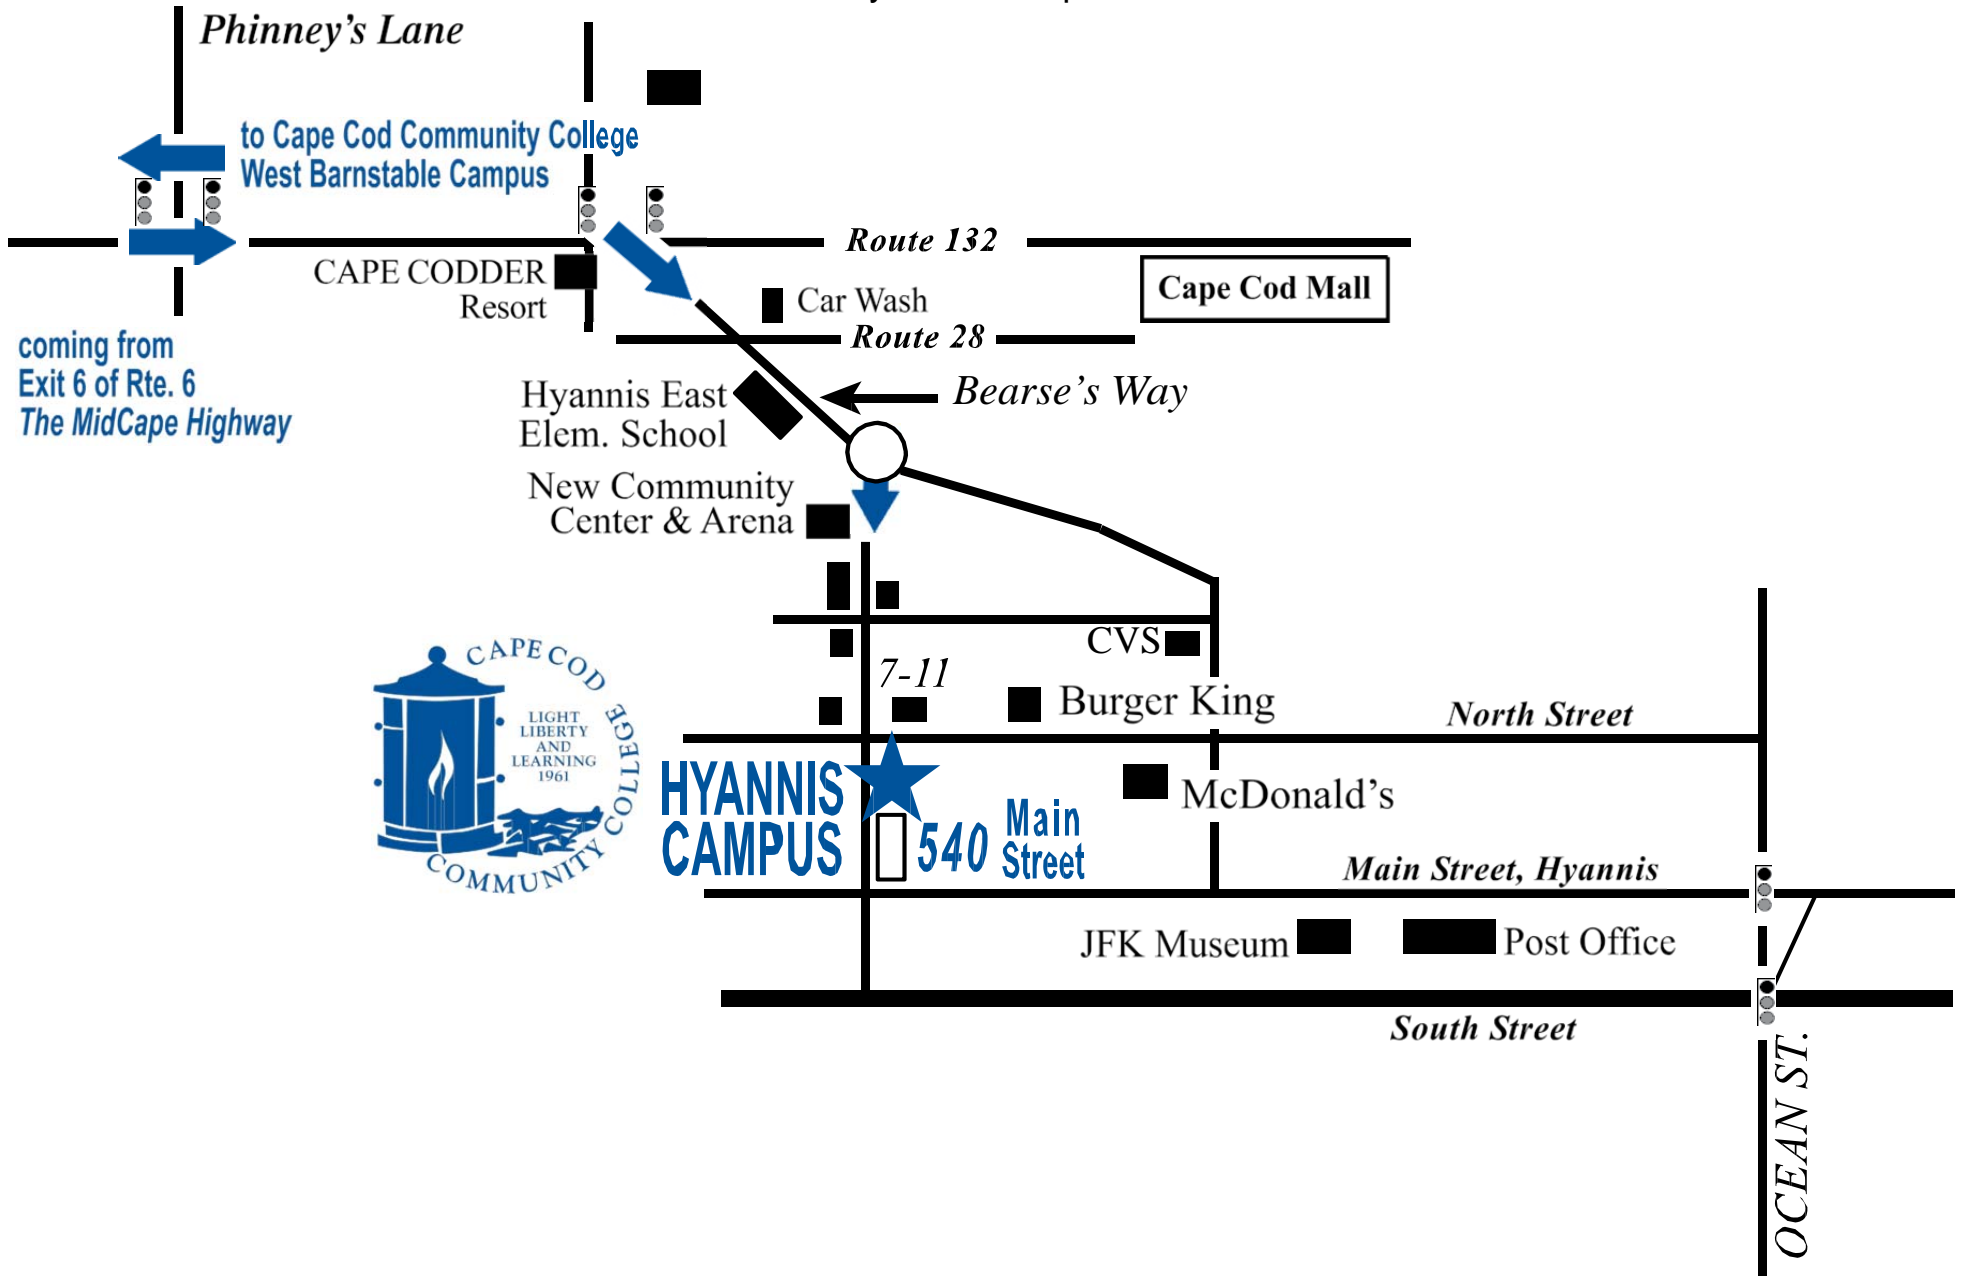 Phinney's Lane
to Cape Cod Community College
West Barnstable Campus
Route 132
CAPE CODDER
Resort
Car Wash
Cape Cod Mall
Route 28
coming from
Exit 6 of Rte. 6
The MidCape Highway
Hyannis East
Elem. School
Bearse's Way
New Community
Center & Arena
CVS
7-11
Burger King
North Street
CAPE COD COMMUNITY COLLEGE
LIGHT
LIBERTY
AND
LEARNING
1961
HYANNIS
CAMPUS
540 Main
Street
McDonald's
Main Street, Hyannis
JFK Museum
Post Office
South Street
OCEAN ST.